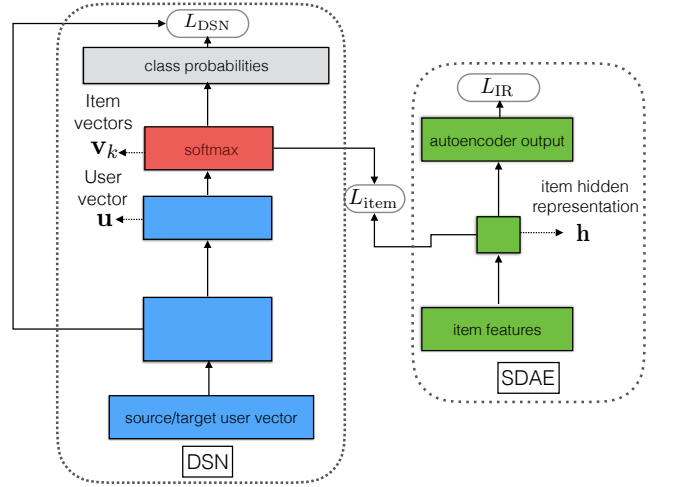 L_DSN
class probabilities
Item
vectors
v_k
softmax
User
vector
u
source/target user vector
DSN
L_item
L_IR
autoencoder output
item hidden
representation
h
item features
SDAE